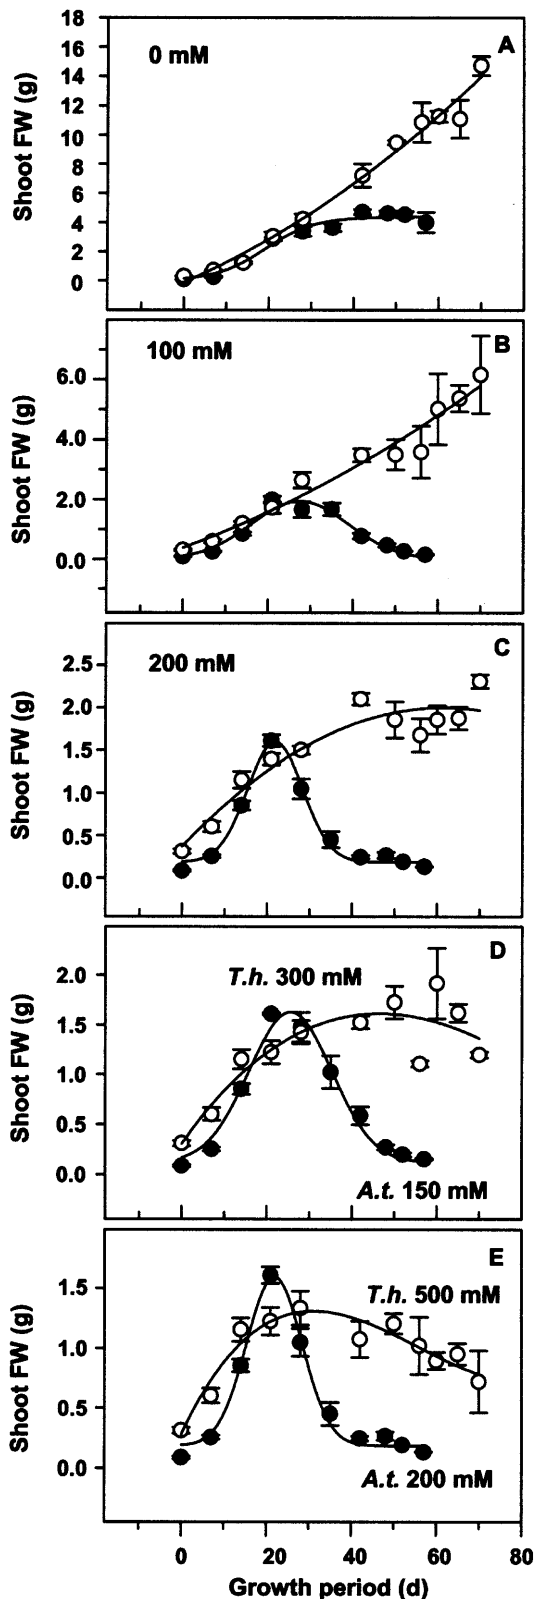 A
0 mM
18
16
14
12
10
8
6
4
2
0
Shoot FW (g)
B
100 mM
6.0
4.0
2.0
0.0
Shoot FW (g)
C
200 mM
2.5
2.0
1.5
1.0
0.5
0.0
Shoot FW (g)
D
T.h. 300 mM
2.0
1.5
1.0
0.5
0.0
Shoot FW (g)
A.t. 150 mM
E
T.h. 500 mM
1.5
1.0
0.5
0.0
Shoot FW (g)
A.t. 200 mM
0 20 40 60 80
Growth period (d)